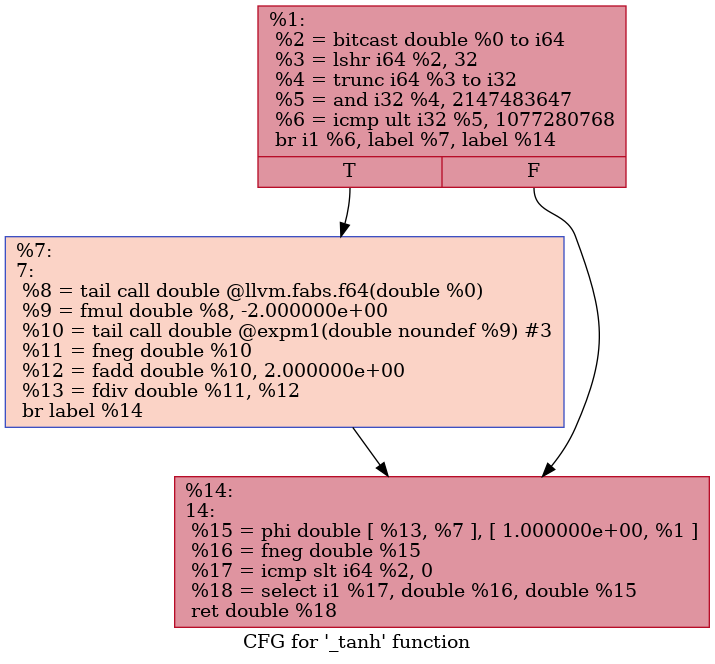 %1:
%2 = bitcast double %0 to i64
%3 = lshr i64 %2, 32
%4 = trunc i64 %3 to i32
%5 = and i32 %4, 2147483647
%6 = icmp ult i32 %5, 1077280768
br i1 %6, label %7, label %14
T F
%7:
7:
%8 = tail call double @llvm.fabs.f64(double %0)
%9 = fmul double %8, -2.000000e+00
%10 = tail call double @expm1(double noundef %9) #3
%11 = fneg double %10
%12 = fadd double %10, 2.000000e+00
%13 = fdiv double %11, %12
br label %14
%14:
14:
%15 = phi double [ %13, %7 ], [ 1.000000e+00, %1 ]
%16 = fneg double %15
%17 = icmp slt i64 %2, 0
%18 = select i1 %17, double %16, double %15
ret double %18
CFG for '_tanh' function